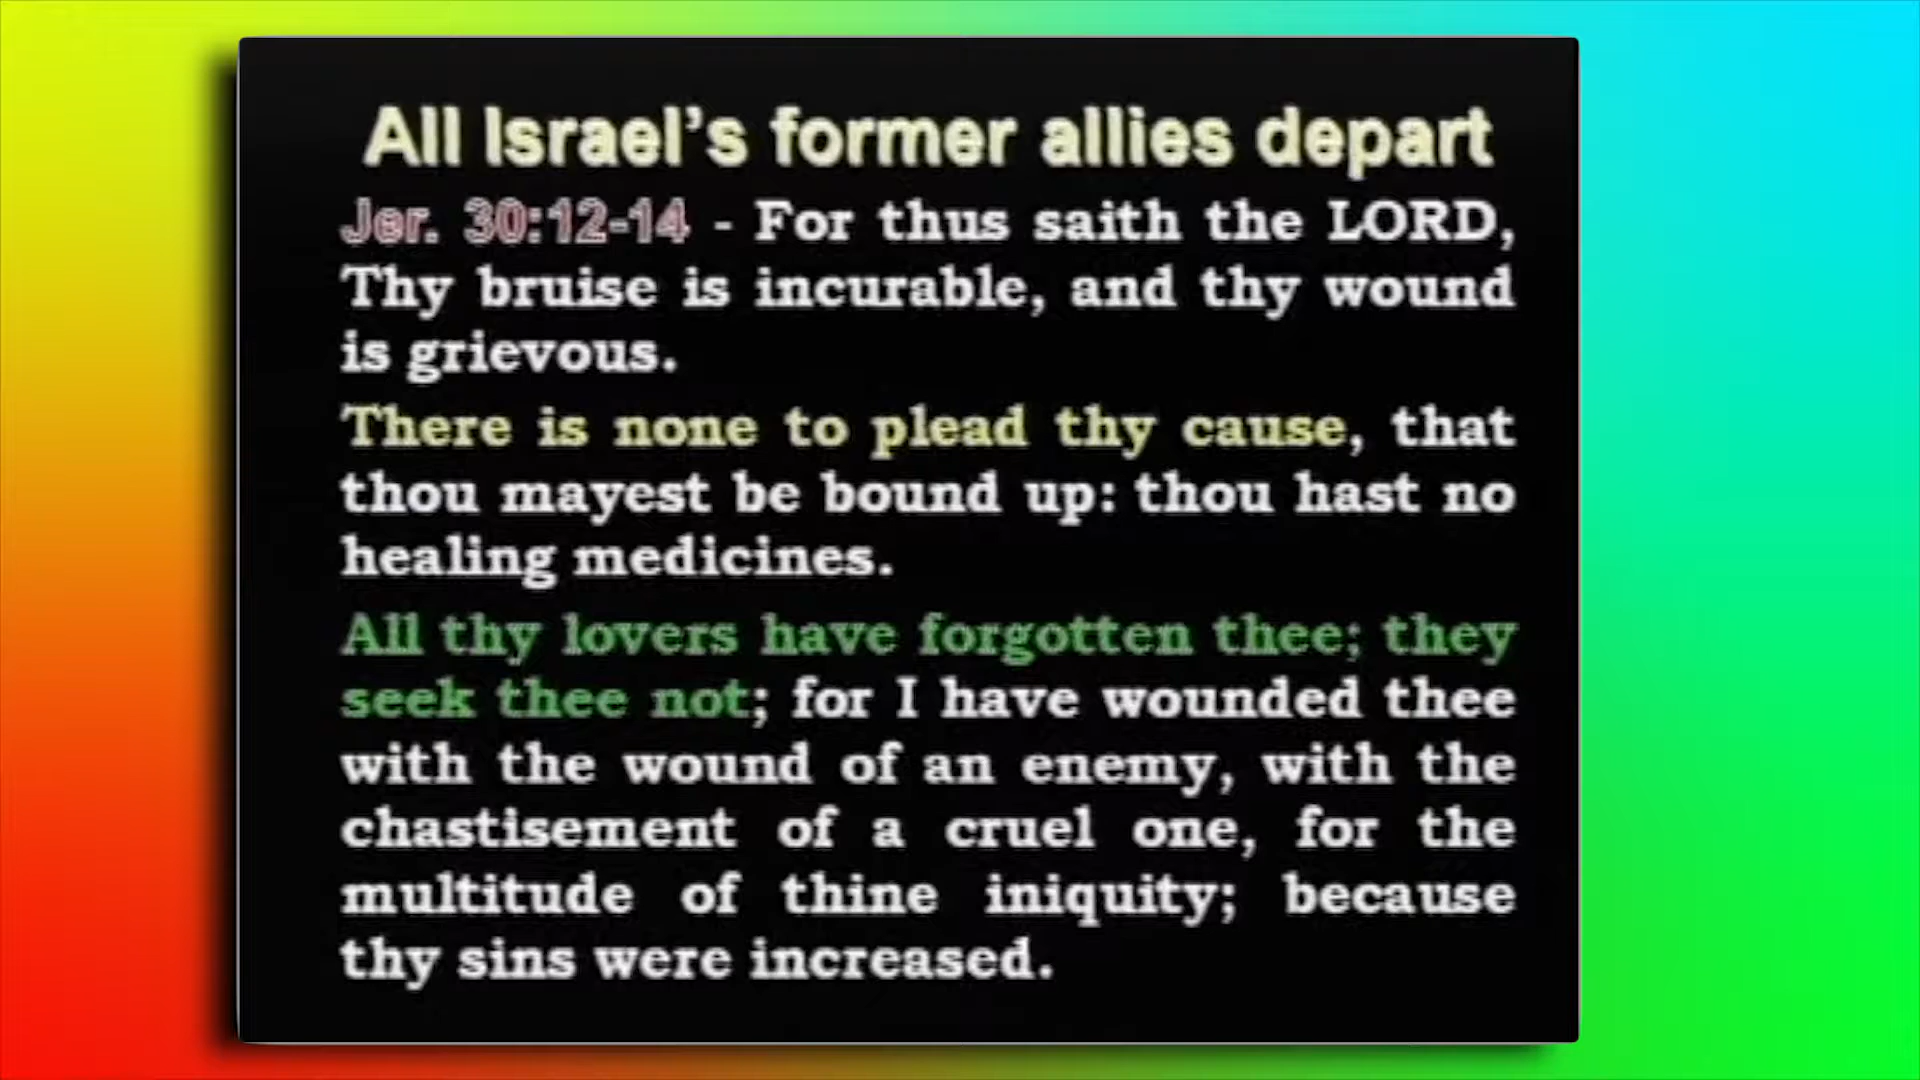 All Israel's former allies depart
Jer. 30:12-14 - For thus saith the LORD,
Thy bruise is incurable, and thy wound
is grievous.
There is none to plead thy cause, that
thou mayest be bound up: thou hast no
healing medicines.
All thy lovers have forgotten thee; they
seek thee not; for I have wounded thee
with the wound of an enemy, with the
chastisement of a cruel one, for the
multitude of thine iniquity; because
thy sins were increased.